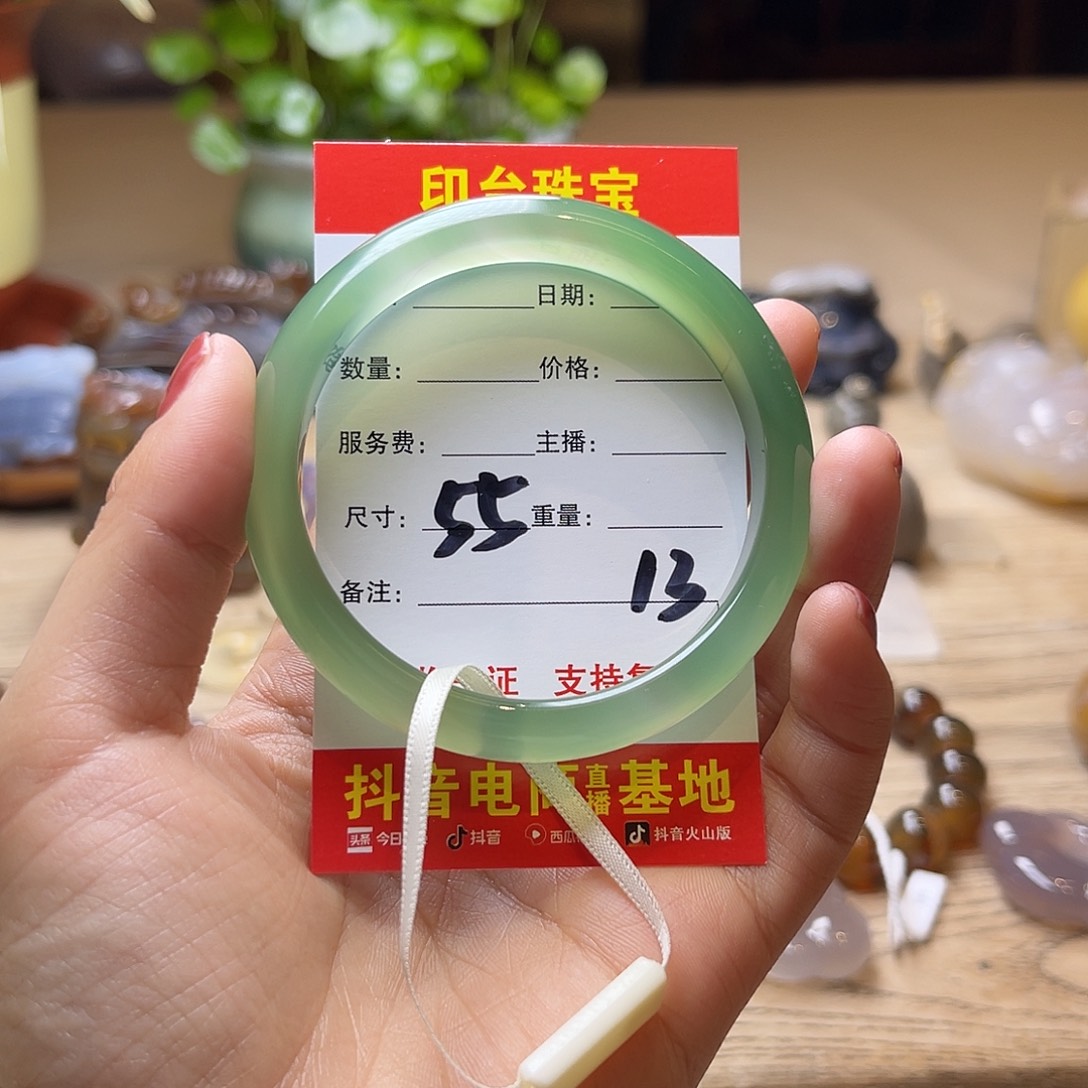 印台珠宝
日期:
数量: 价格:
服务费: 主播:
尺寸: 55 重量:
备注: 13
证 支持
抖音电商直播基地
头条 今日 抖音 西瓜 抖音火山版